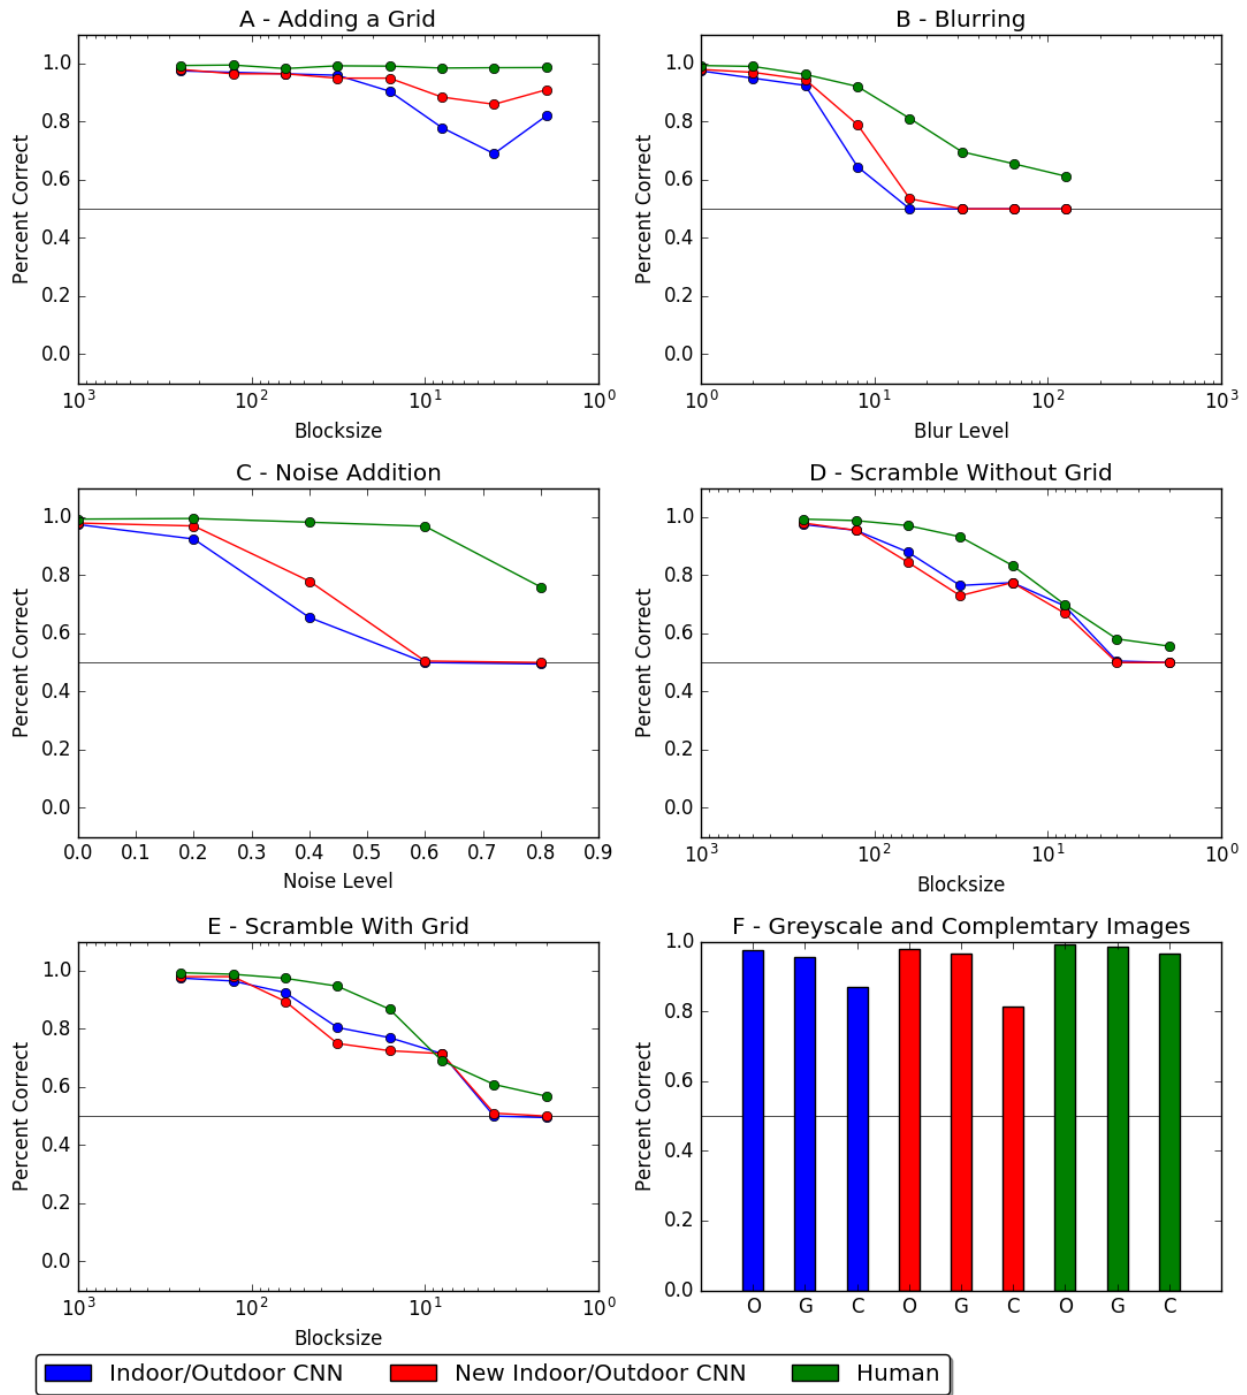 A - Adding a Grid
1.0
0.8
0.6
0.4
0.2
0.0
Percent Correct
10³ 10² 10¹ 10⁰
Blocksize
B - Blurring
1.0
0.8
0.6
0.4
0.2
0.0
Percent Correct
10⁰ 10¹ 10² 10³
Blur Level
C - Noise Addition
1.0
0.8
0.6
0.4
0.2
0.0
Percent Correct
0.0 0.1 0.2 0.3 0.4 0.5 0.6 0.7 0.8 0.9
Noise Level
D - Scramble Without Grid
1.0
0.8
0.6
0.4
0.2
0.0
Percent Correct
10³ 10² 10¹ 10⁰
Blocksize
E - Scramble With Grid
1.0
0.8
0.6
0.4
0.2
0.0
Percent Correct
10³ 10² 10¹ 10⁰
Blocksize
F - Greyscale and Complemtary Images
1.0
0.8
0.6
0.4
0.2
0.0
Percent Correct
O G C O G C O G C
Indoor/Outdoor CNN New Indoor/Outdoor CNN Human